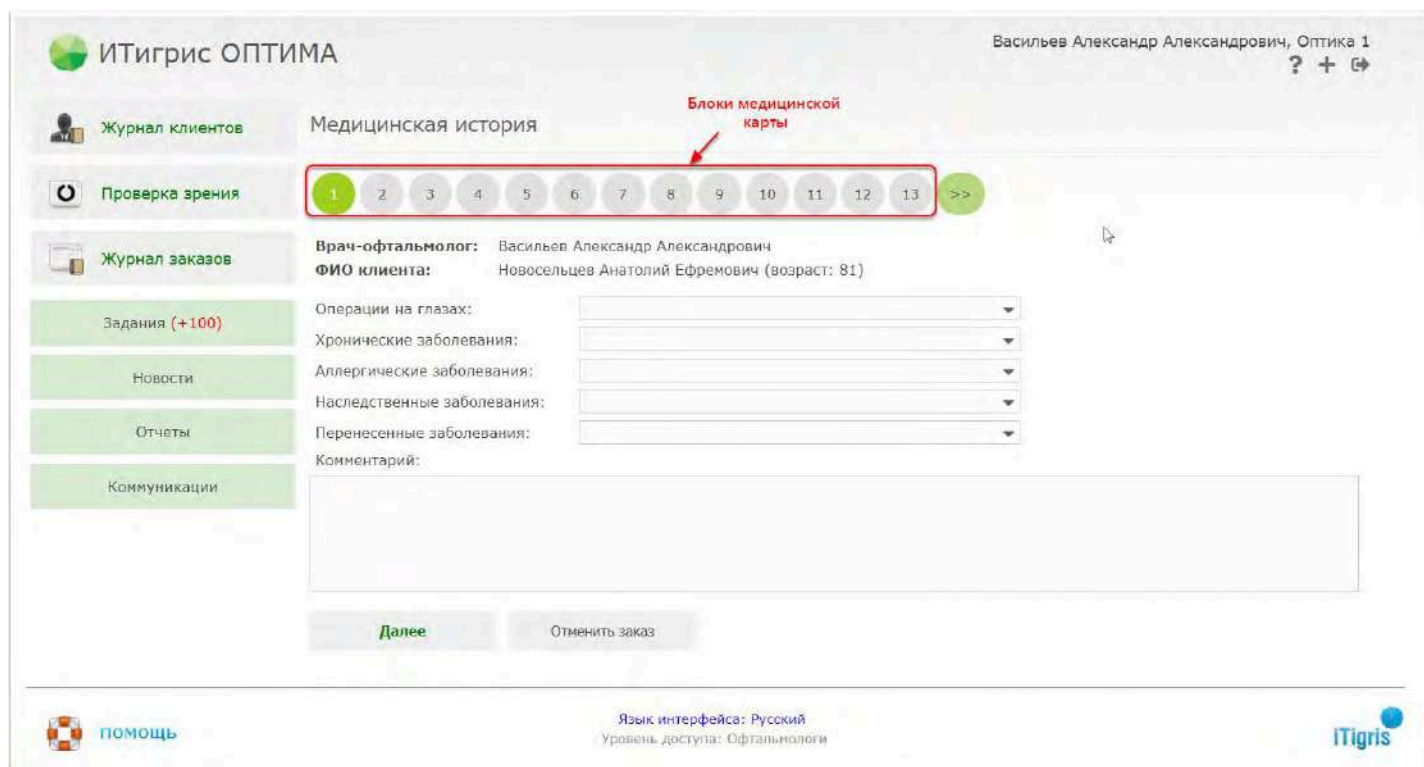 ИТигрис ОПТИМА
Васильев Александр Александрович, Оптика 1
? +
Блоки медицинской
карты
Журнал клиентов
Медицинская история
Проверка зрения
1 2 3 4 5 6 7 8 9 10 11 12 13 >>
Журнал заказов
Врач-офтальмолог: Васильев Александр Александрович
ФИО клиента: Новосельцев Анатолий Ефремович (возраст: 81)
Задания (+100)
Новости
Отчеты
Коммуникации
Операции на глазах:
Хронические заболевания:
Аллергические заболевания:
Наследственные заболевания:
Перенесенные заболевания:
Комментарий:
Далее
Отменить заказ
ПОМОЩЬ
Язык интерфейса: Русский
Уровень доступа: Офтальмологи
iTigris